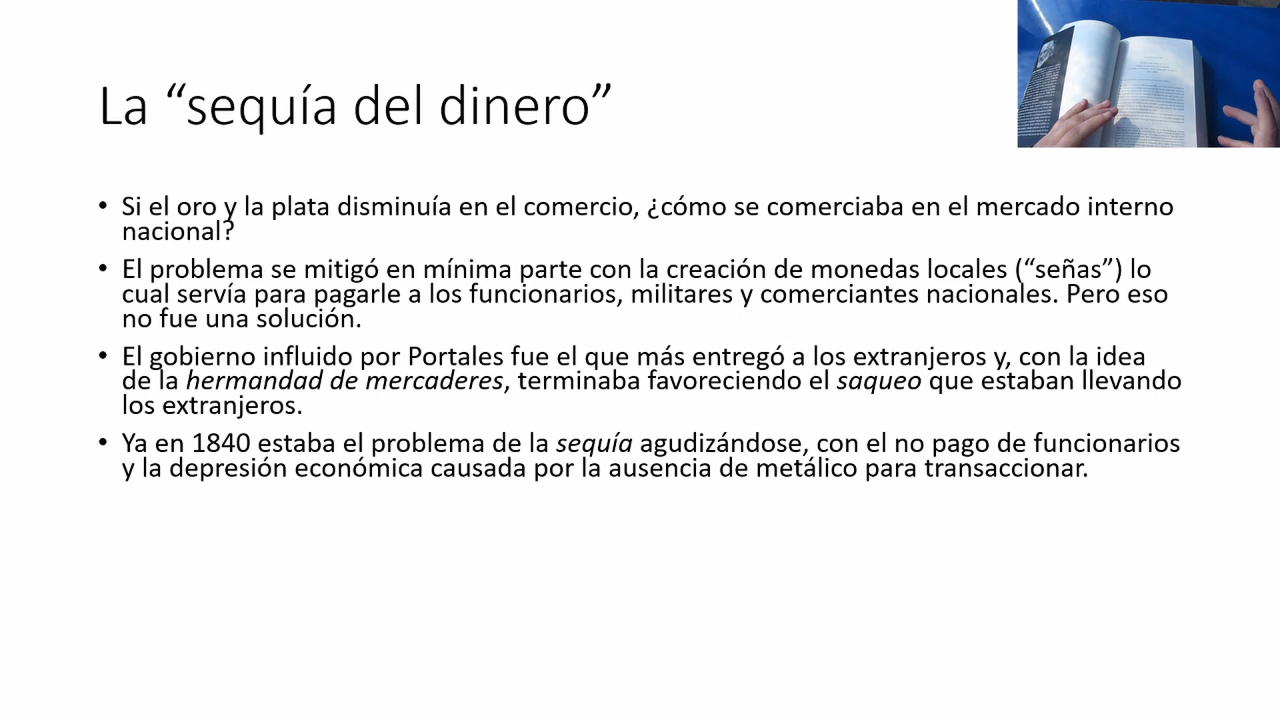 La “sequía del dinero”
• Si el oro y la plata disminuía en el comercio, ¿cómo se comerciaba en el mercado interno
nacional?
• El problema se mitigó en mínima parte con la creación de monedas locales (“señas”) lo
cual servía para pagarle a los funcionarios, militares y comerciantes nacionales. Pero eso
no fue una solución.
• El gobierno influido por Portales fue el que más entregó a los extranjeros y, con la idea
de la hermandad de mercaderes, terminaba favoreciendo el saqueo que estaban llevando
los extranjeros.
• Ya en 1840 estaba el problema de la sequía agudizándose, con el no pago de funcionarios
y la depresión económica causada por la ausencia de metálico para transaccionar.